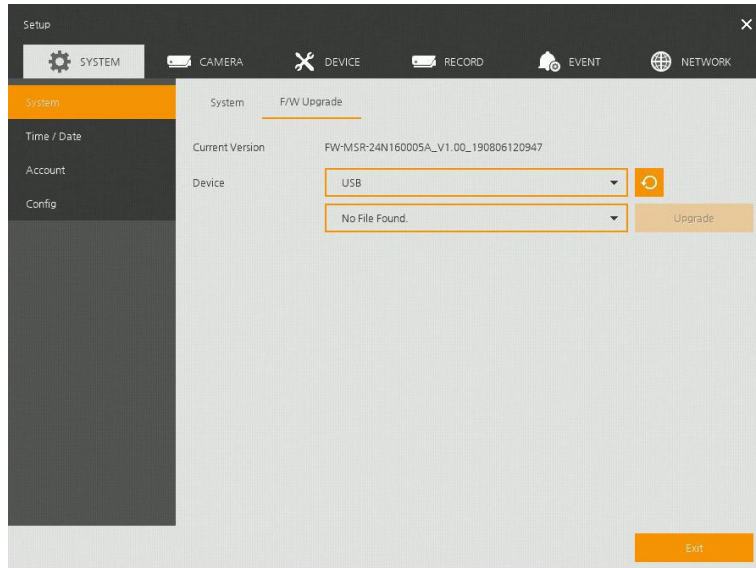 Setup
SYSTEM CAMERA DEVICE RECORD EVENT NETWORK
System
Time / Date
Account
Config
System F/W Upgrade
Current Version FW-MSR-24N160005A_V1.00_190806120947
Device USB
No File Found. Upgrade
Exit